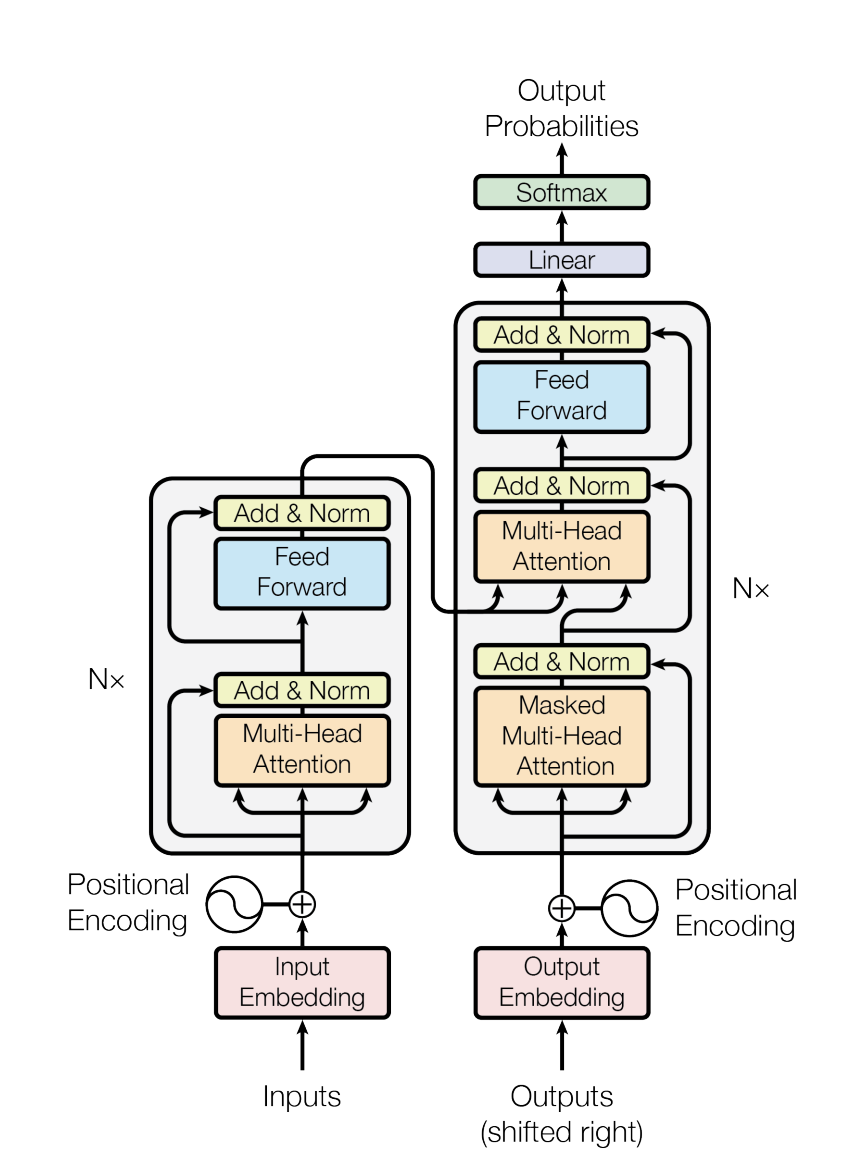 Output
Probabilities
Softmax
Linear
Add & Norm
Feed
Forward
Add & Norm
Multi-Head
Attention
Add & Norm
Masked
Multi-Head
Attention
N×
Add & Norm
Feed
Forward
Add & Norm
Multi-Head
Attention
N×
Positional
Encoding
Positional
Encoding
Input
Embedding
Output
Embedding
Inputs
Outputs
(shifted right)